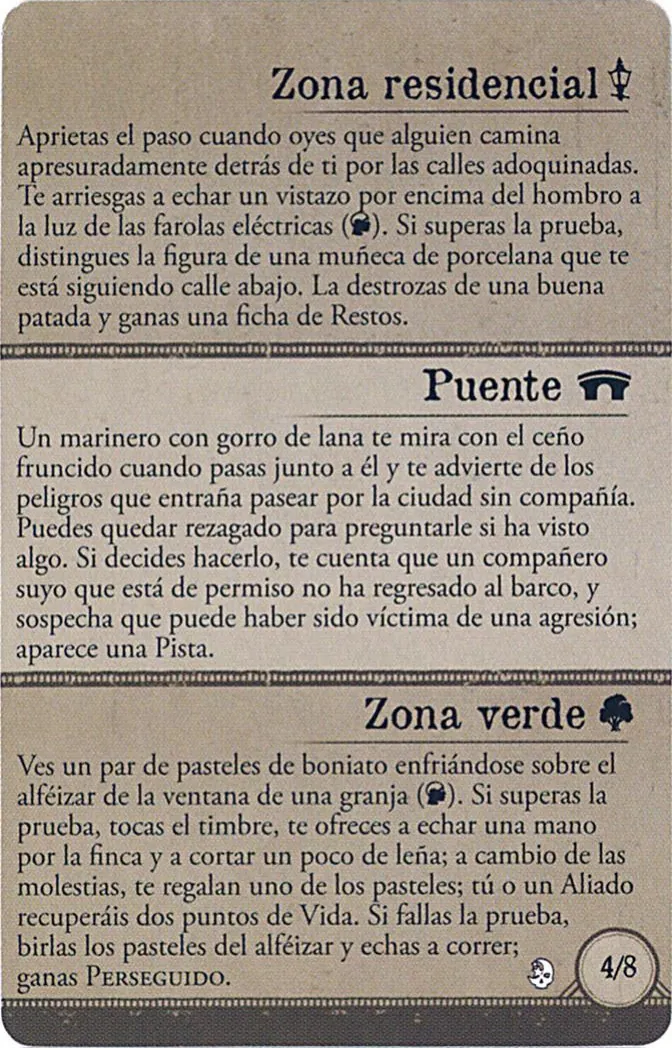 Zona residencial
Aprietas el paso cuando oyes que alguien camina
apresuradamente detrás de ti por las calles adoquinadas.
Te arriesgas a echar un vistazo por encima del hombro a
la luz de las farolas eléctricas (). Si superas la prueba,
distingues la figura de una muñeca de porcelana que te
está siguiendo calle abajo. La destrozas de una buena
patada y ganas una ficha de Restos.
Puente
Un marinero con gorro de lana te mira con el ceño
fruncido cuando pasas junto a él y te advierte de los
peligros que entraña pasear por la ciudad sin compañía.
Puedes quedar rezagado para preguntarle si ha visto
algo. Si decides hacerlo, te cuenta que un compañero
suyo que está de permiso no ha regresado al barco, y
sospecha que puede haber sido víctima de una agresión;
aparece una Pista.
Zona verde
Ves un par de pasteles de boniato enfriándose sobre el
alféizar de la ventana de una granja (). Si superas la
prueba, tocas el timbre, te ofreces a echar una mano
por la finca y a cortar un poco de leña; a cambio de las
molestias, te regalan uno de los pasteles; tú o un Aliado
recuperáis dos puntos de Vida. Si fallas la prueba,
birlas los pasteles del alféizar y echas a correr;
ganas PERSEGUIDO.
4/8